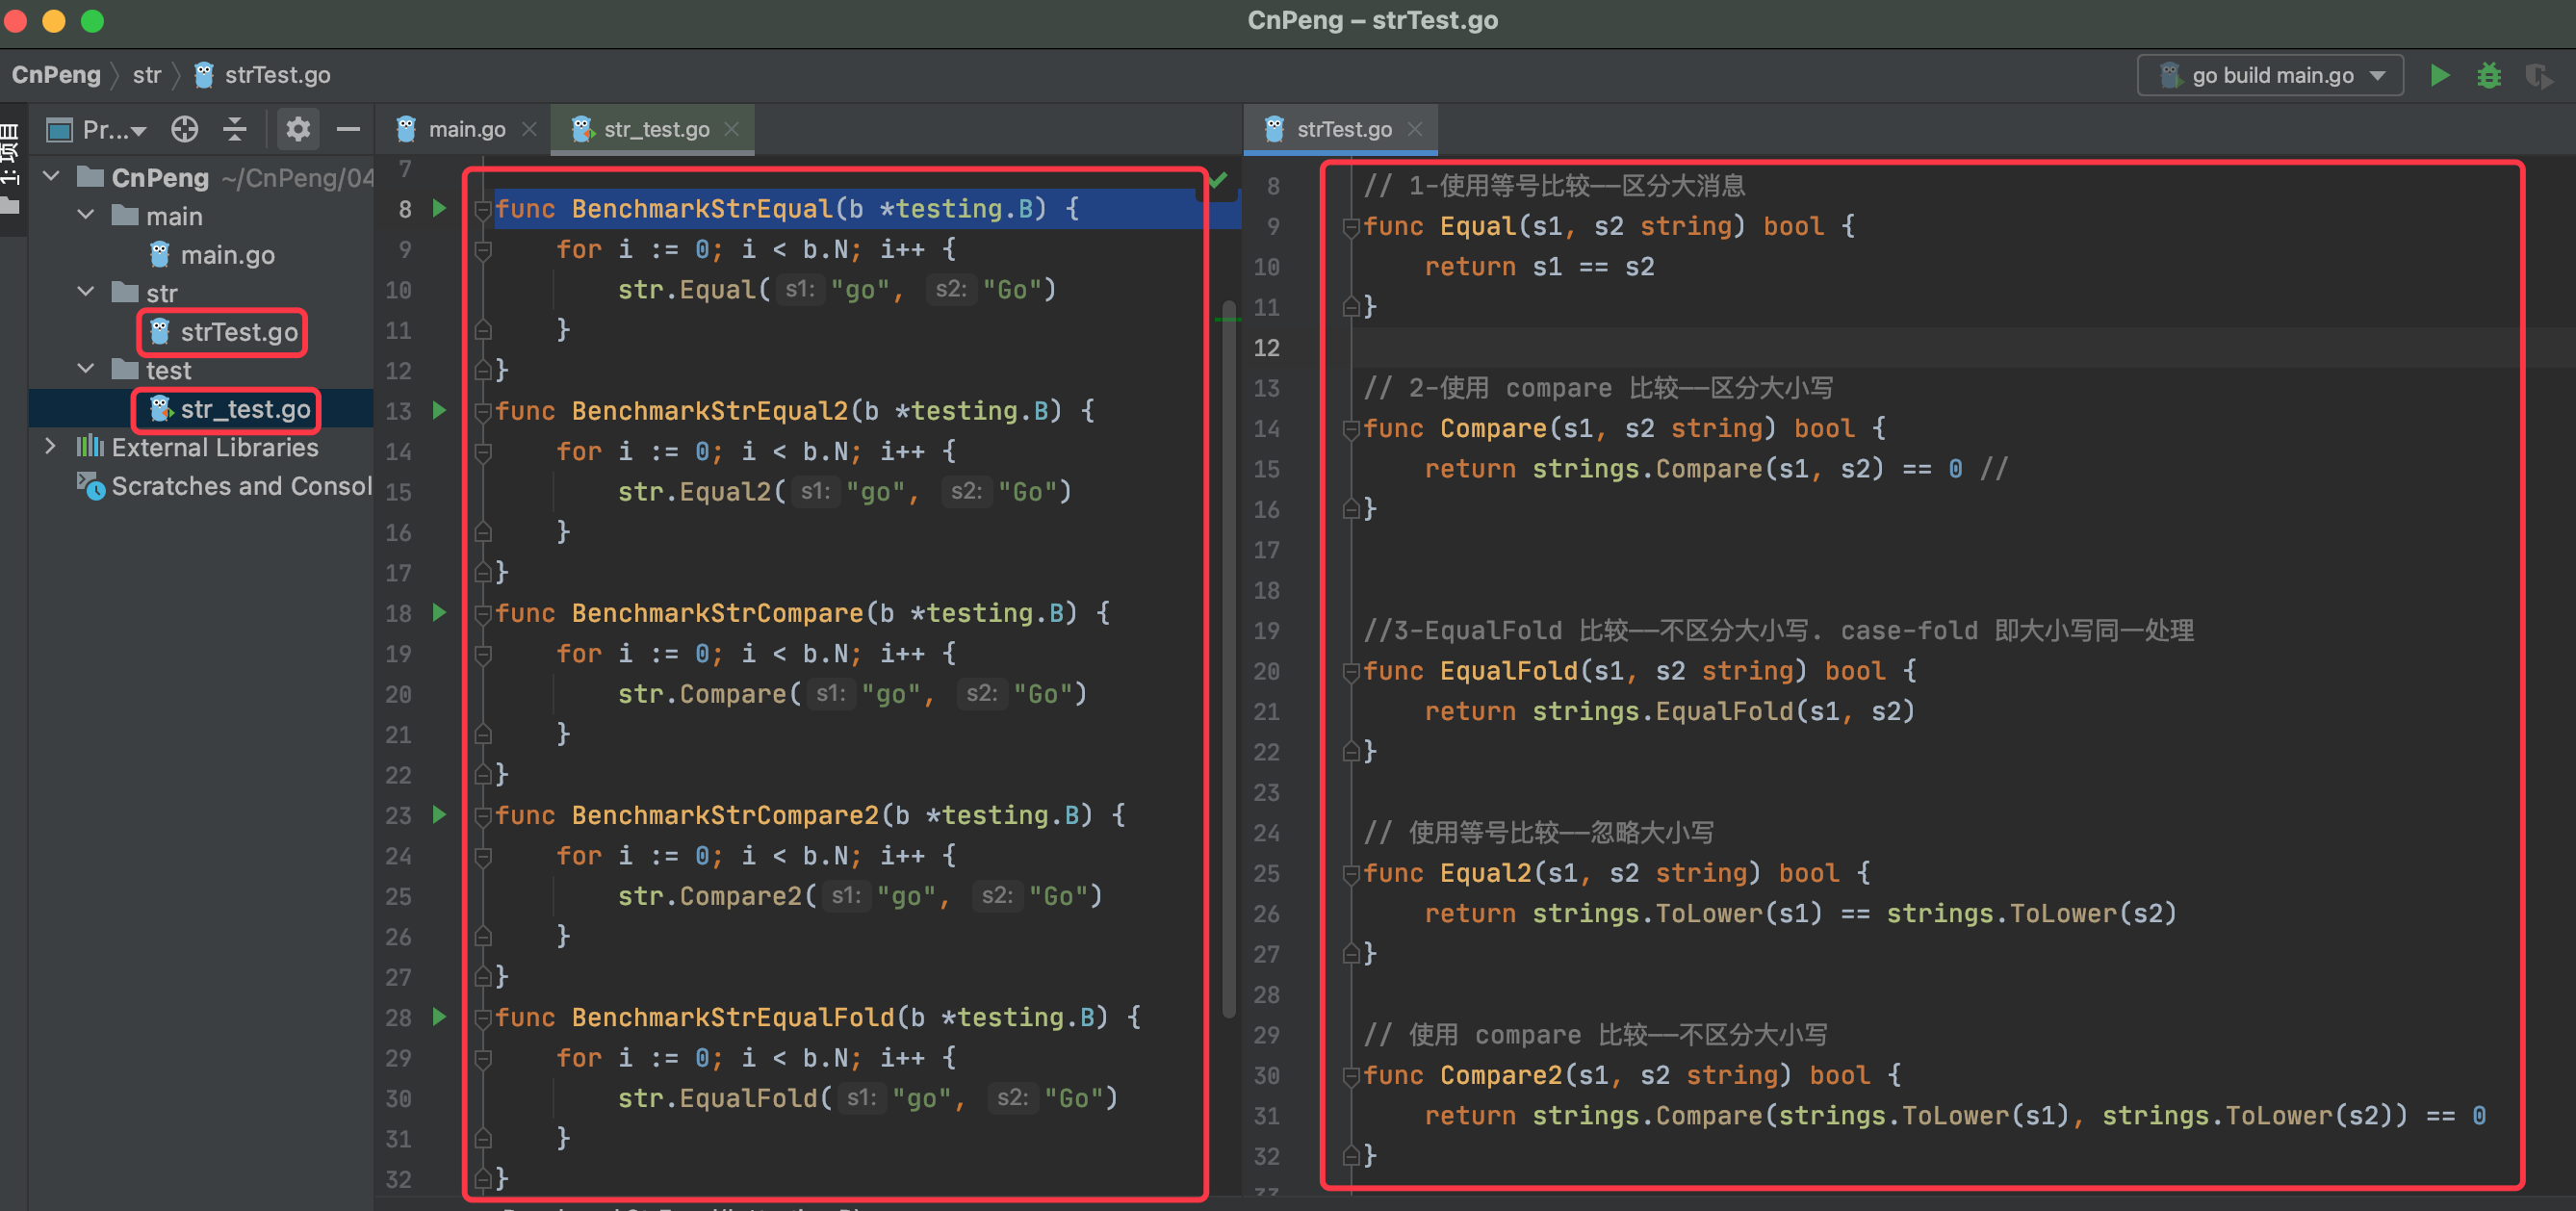 CnPeng – strTest.go
CnPeng str strTest.go
go build main.go
1: 项目
Pr...
CnPeng ~/CnPeng/04
main
main.go
str
strTest.go
test
str_test.go
External Libraries
Scratches and Consol
main.go
str_test.go
7
8 func BenchmarkStrEqual(b *testing.B) {
9 for i := 0; i < b.N; i++ {
10 str.Equal( s1: "go", s2: "Go")
11 }
12 }
13 func BenchmarkStrEqual2(b *testing.B) {
14 for i := 0; i < b.N; i++ {
15 str.Equal2( s1: "go", s2: "Go")
16 }
17 }
18 func BenchmarkStrCompare(b *testing.B) {
19 for i := 0; i < b.N; i++ {
20 str.Compare( s1: "go", s2: "Go")
21 }
22 }
23 func BenchmarkStrCompare2(b *testing.B) {
24 for i := 0; i < b.N; i++ {
25 str.Compare2( s1: "go", s2: "Go")
26 }
27 }
28 func BenchmarkStrEqualFold(b *testing.B) {
29 for i := 0; i < b.N; i++ {
30 str.EqualFold( s1: "go", s2: "Go")
31 }
32 }
strTest.go
8 // 1-使用等号比较——区分大消息
9 func Equal(s1, s2 string) bool {
10 return s1 == s2
11 }
12
13 // 2-使用 compare 比较——区分大小写
14 func Compare(s1, s2 string) bool {
15 return strings.Compare(s1, s2) == 0 //
16 }
17
18
19 //3-EqualFold 比较——不区分大小写. case-fold 即大小写同一处理
20 func EqualFold(s1, s2 string) bool {
21 return strings.EqualFold(s1, s2)
22 }
23
24 // 使用等号比较——忽略大小写
25 func Equal2(s1, s2 string) bool {
26 return strings.ToLower(s1) == strings.ToLower(s2)
27 }
28
29 // 使用 compare 比较——不区分大小写
30 func Compare2(s1, s2 string) bool {
31 return strings.Compare(strings.ToLower(s1), strings.ToLower(s2)) == 0
32 }